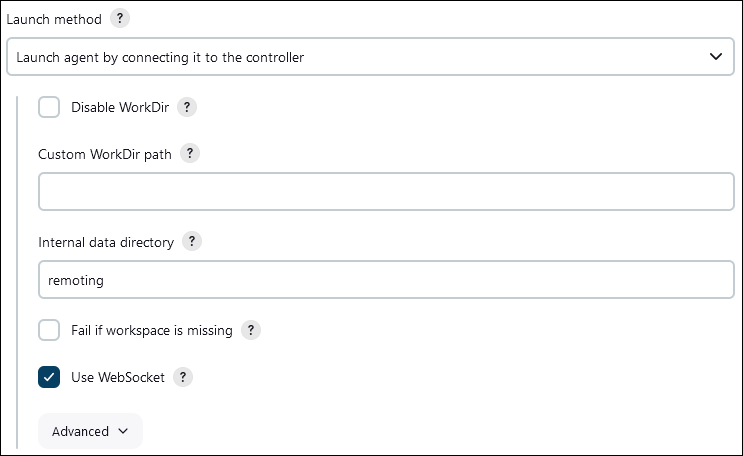 Launch method ?
Launch agent by connecting it to the controller
Disable WorkDir ?
Custom WorkDir path ?
Internal data directory ?
remoting
Fail if workspace is missing ?
Use WebSocket ?
Advanced